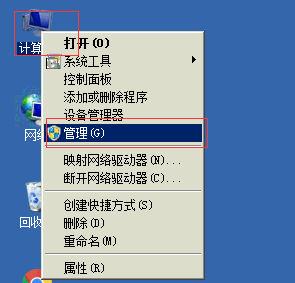 计算
打开(O)
系统工具
控制面板
添加或删除程序
设备管理器
网络
管理(G)
映射网络驱动器(N)...
断开网络驱动器(C)...
回收
创建快捷方式(S)
删除(D)
重命名(M)
属性(R)